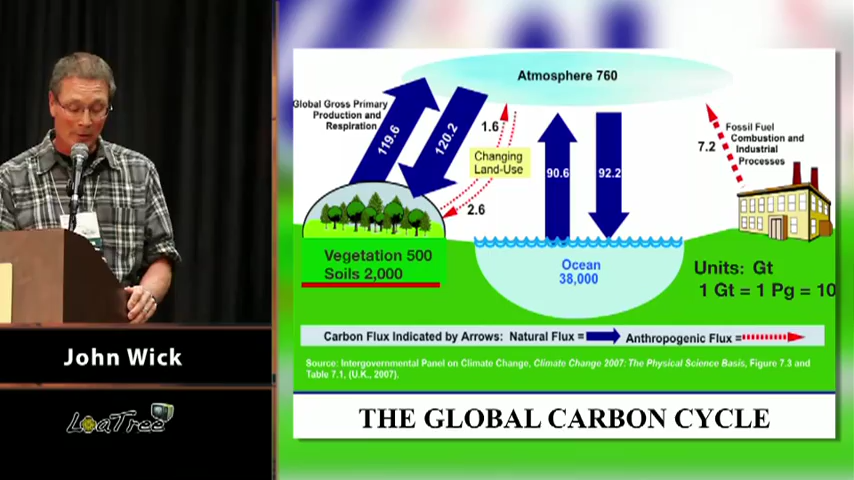 John Wick
LoaTree
Atmosphere 760
Global Gross Primary
Production and
Respiration
119.6
120.2
1.6
Changing
Land-Use
2.6
90.6
92.2
7.2
Fossil Fuel
Combustion and
Industrial
Processes
Vegetation 500
Soils 2,000
Ocean
38,000
Units: Gt
1 Gt = 1 Pg = 10
Carbon Flux Indicated by Arrows: Natural Flux = Anthropogenic Flux=
Source: Intergovernmental Panel on Climate Change, Climate Change 2007: The Physical Science Basis, Figure 7.3 and
Table 7.1, (U.K., 2007).
THE GLOBAL CARBON CYCLE